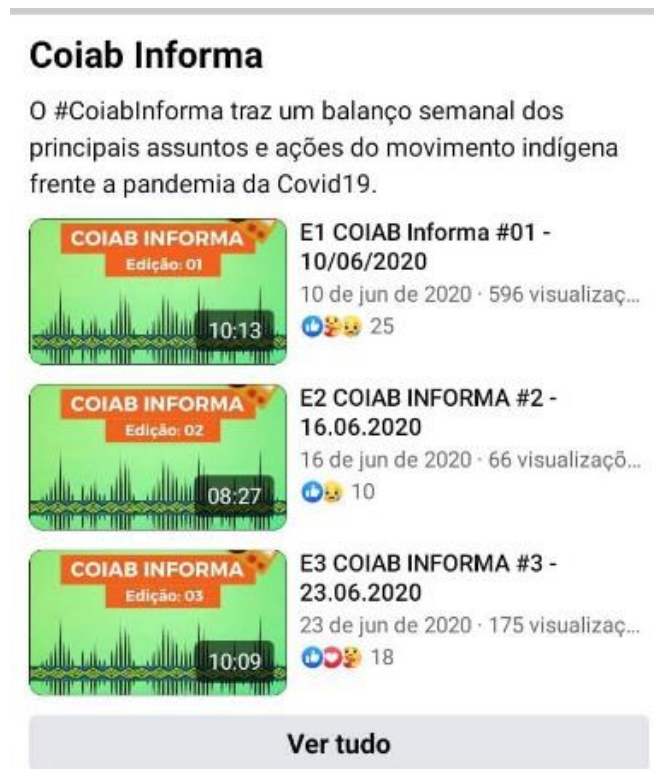 Coiab Informa
O #CoiabInforma traz um balanço semanal dos
principais assuntos e ações do movimento indígena
frente a pandemia da Covid19.
COIAB INFORMA
Edição: 01
10:13
E1 COIAB Informa #01 -
10/06/2020
10 de jun de 2020 · 596 visualizaç...
25
COIAB INFORMA
Edição: 02
08:27
E2 COIAB INFORMA #2 -
16.06.2020
16 de jun de 2020 · 66 visualizaçõ...
10
COIAB INFORMA
Edição: 03
10:09
E3 COIAB INFORMA #3 -
23.06.2020
23 de jun de 2020 · 175 visualizaç...
18
Ver tudo